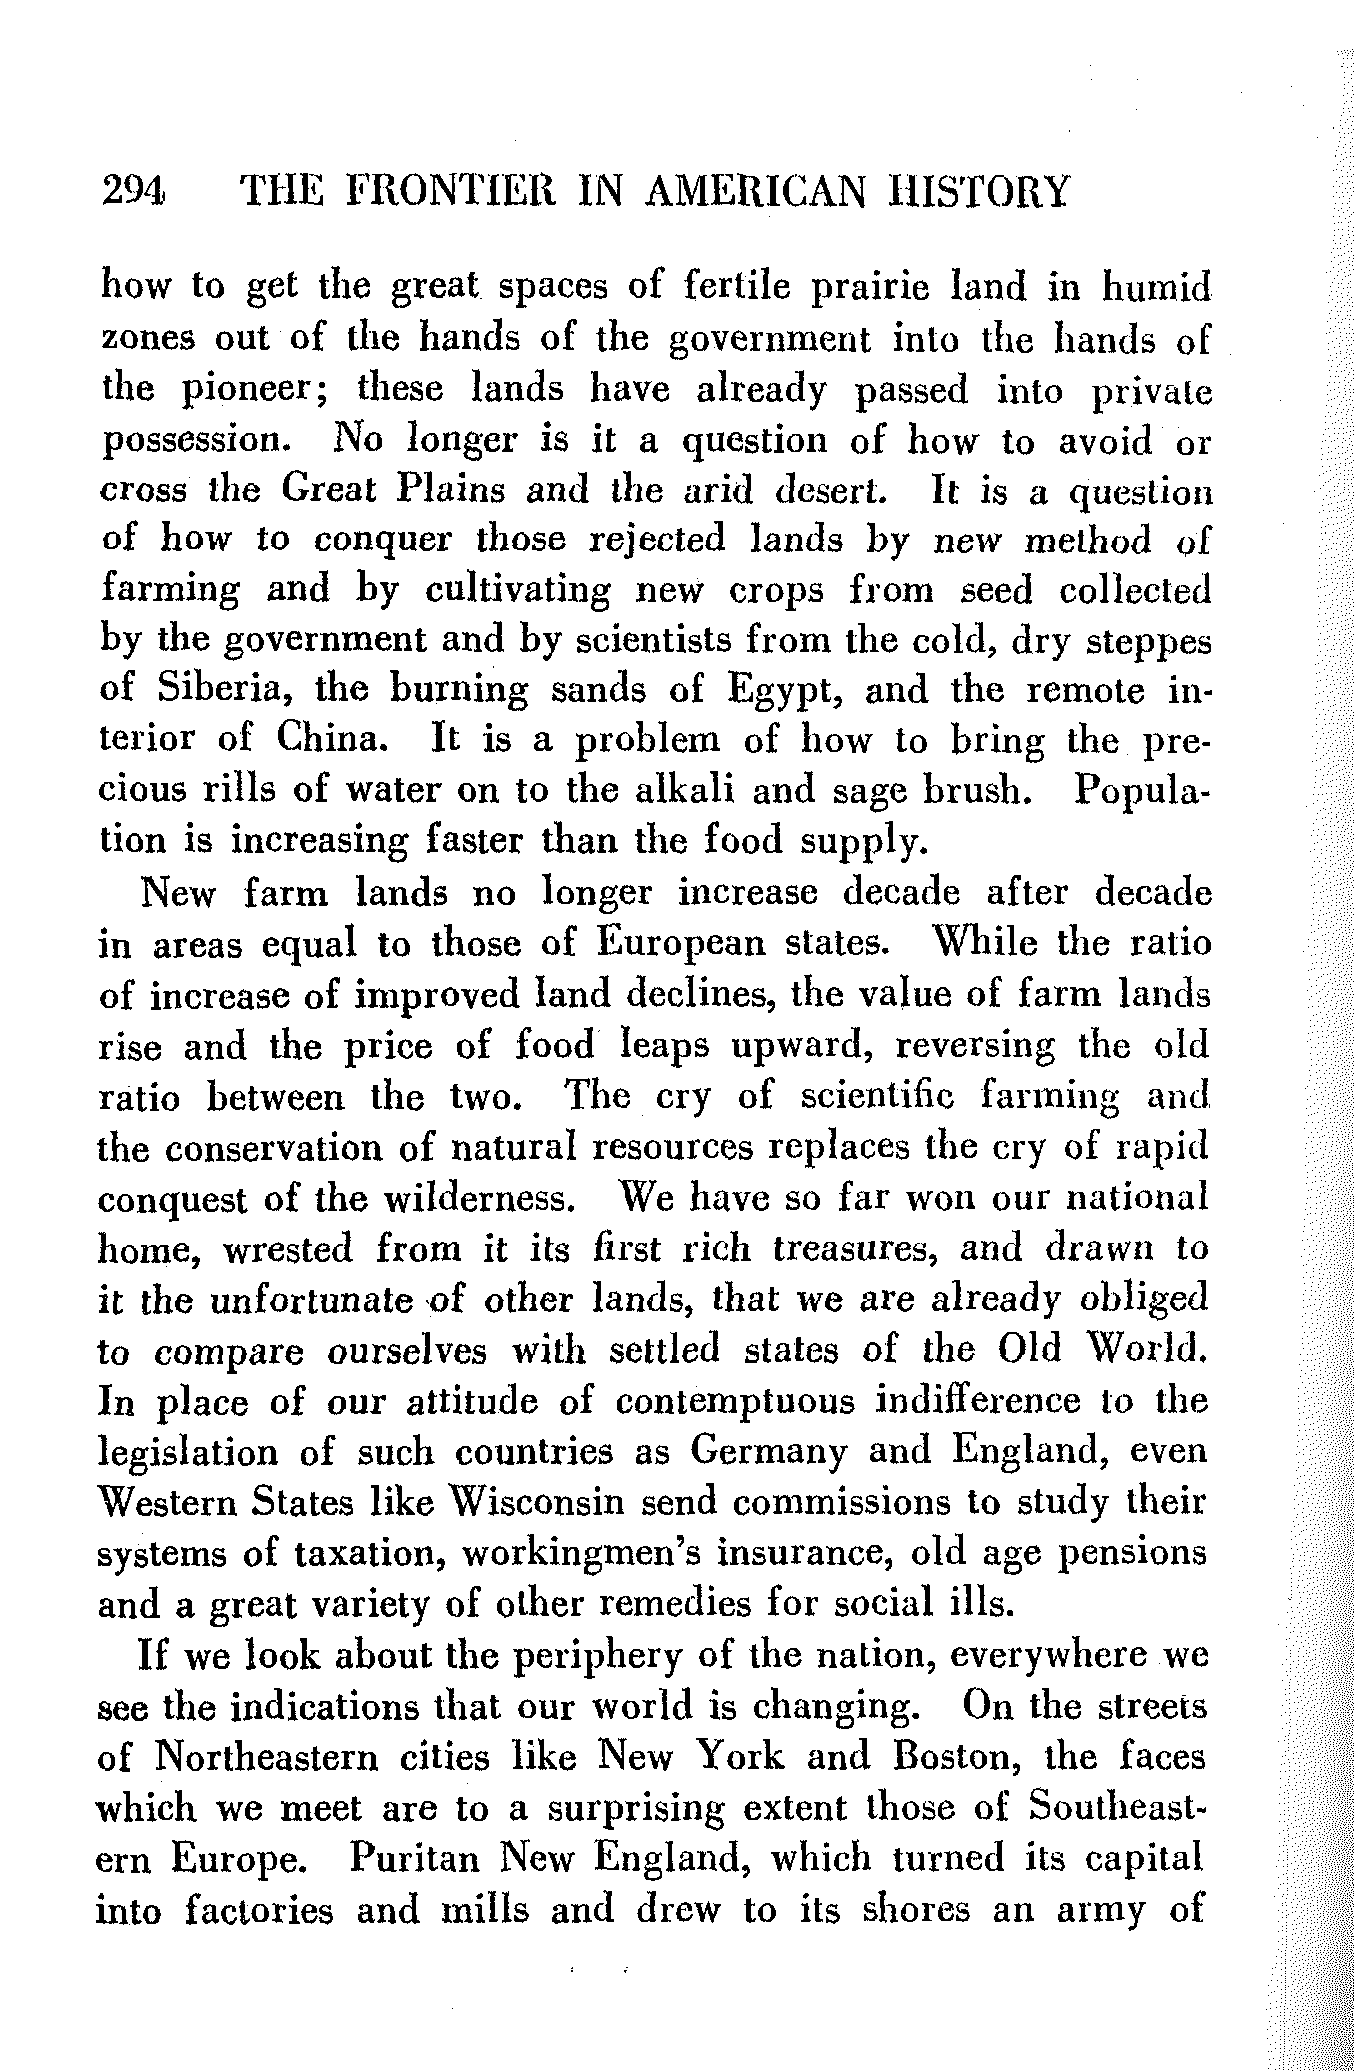 294 THE FRONTIER IN AMERICAN HISTORY
how to get the great spaces of fertile prairie land in humid
zones out of the hands of the government into the hands of
the pioneer; these lands have already passed into private
possession. No longer is it a question of how to avoid or
cross the Great Plains and the arid desert. It is a question
of how to conquer those rejected lands by new method of
farming and by cultivating new crops from seed collected
by the government and by scientists from the cold, dry steppes
of Siberia, the burning sands of Egypt, and the remote in-
terior of China. It is a problem of how to bring the pre-
cious rills of water on to the alkali and sage brush. Popula-
tion is increasing faster than the food supply.
New farm lands no longer increase decade after decade
in areas equal to those of European states. While the ratio
of increase of improved land declines, the value of farm lands
rise and the price of food leaps upward, reversing the old
ratio between the two. The cry of scientific farming and
the conservation of natural resources replaces the cry of rapid
conquest of the wilderness. We have so far won our national
home, wrested from it its first rich treasures, and drawn to
it the unfortunate of other lands, that we are already obliged
to compare ourselves with settled states of the Old World.
In place of our attitude of contemptuous indifference to the
legislation of such countries as Germany and England, even
Western States like Wisconsin send commissions to study their
systems of taxation, workingmen's insurance, old age pensions
and a great variety of other remedies for social ills.
If we look about the periphery of the nation, everywhere we
see the indications that our world is changing. On the streets
of Northeastern cities like New York and Boston, the faces
which we meet are to a surprising extent those of Southeast-
ern Europe. Puritan New England, which turned its capital
into factories and mills and drew to its shores an army of